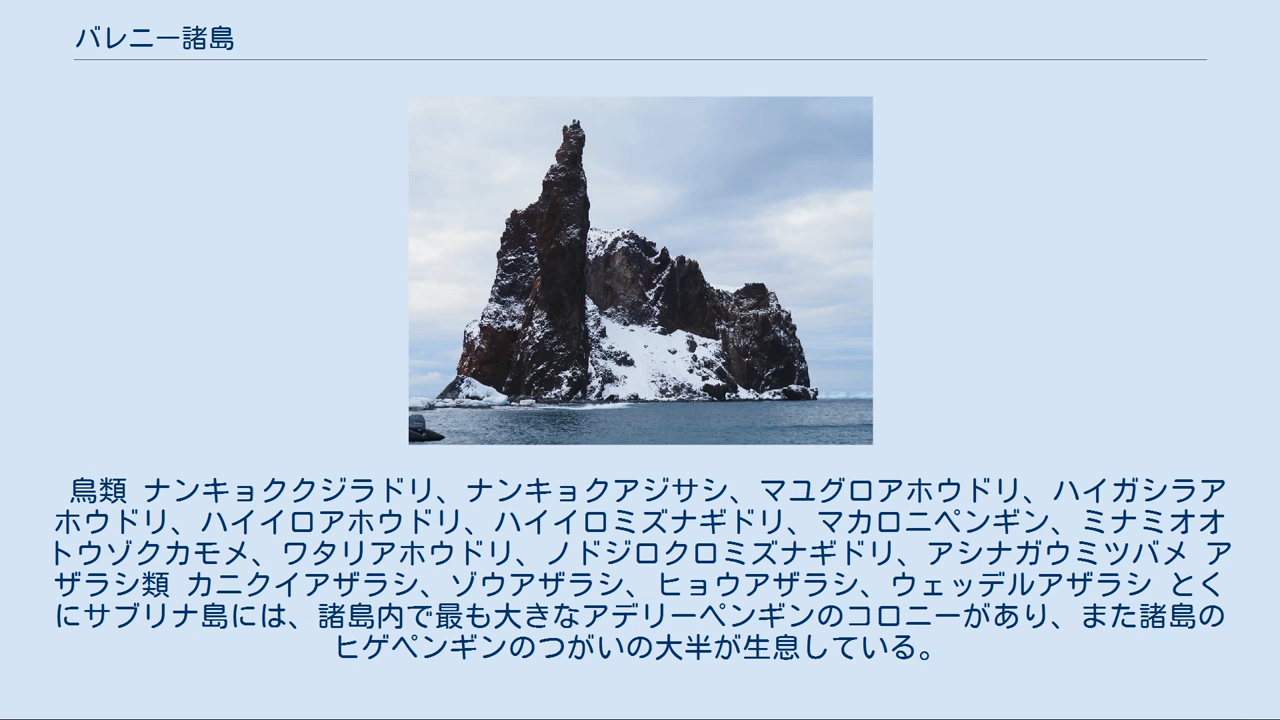 バレニー諸島
鳥類 ナンキョククジラドリ、ナンキョクアジサシ、マユグロアホウドリ、ハイガシラア
ホウドリ、ハイイロアホウドリ、ハイイロミズナギドリ、マカロニペンギン、ミナミオオ
トウゾクカモメ、ワタリアホウドリ、ノドジロクロミズナギドリ、アシナガウミツバメ ア
ザラシ類 カニクイアザラシ、ゾウアザラシ、ヒョウアザラシ、ウェッデルアザラシ とく
にサブリナ島には、諸島内で最も大きなアデリーペンギンのコロニーがあり、また諸島の
ヒゲペンギンのつがいの大半が生息している。